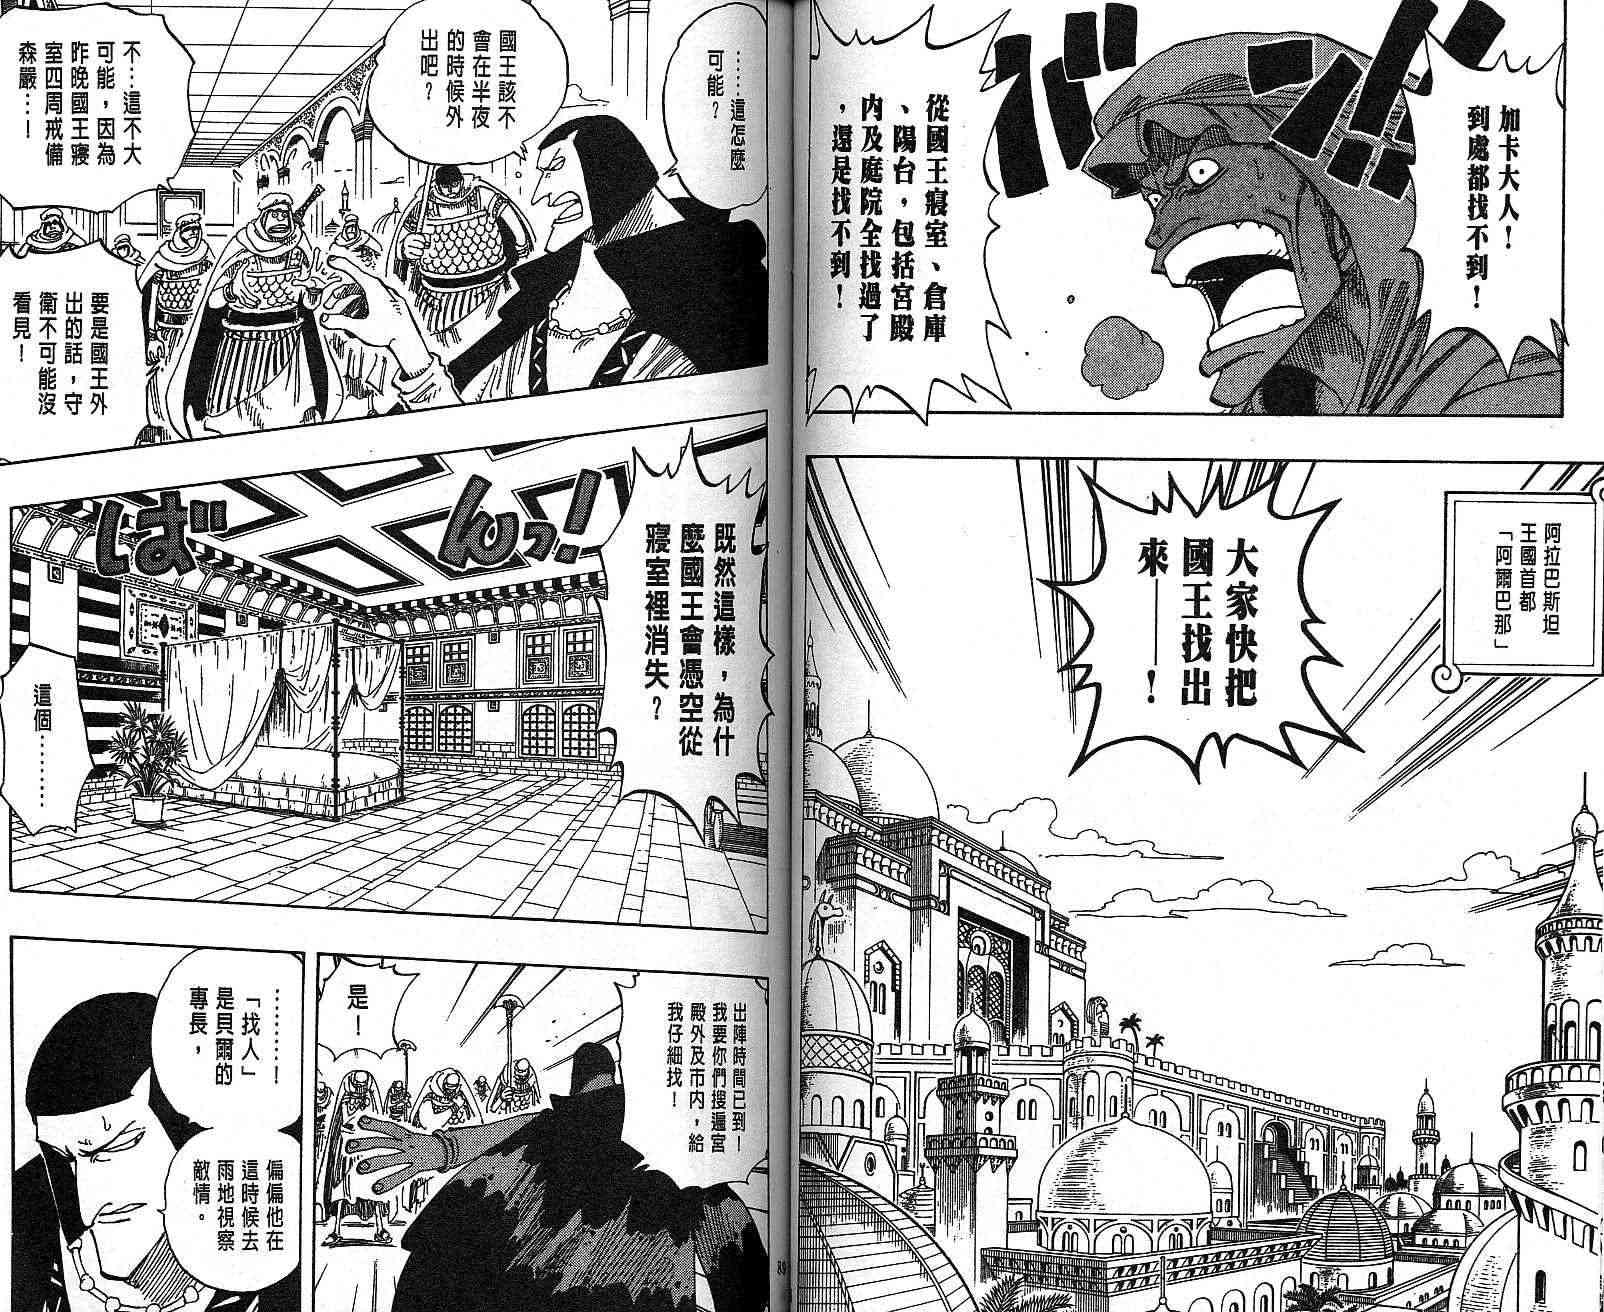 加卡大人！
到處都找不到！
從國王寢室、倉庫
、陽台，包括宮殿
內及庭院全找過了
，還是找不到！
阿拉巴斯坦
王國首都
「阿爾巴那」
大家快把
國王找出
來——！
……這怎麼
可能？
國王該不
會在半夜
的時候外
出吧？
不…這不大
可能，因為
昨晚國王寢
室四周戒備
森嚴…！
要是國王外
出的話，守
衛不可能沒
看見！
既然這樣，為什
麼國王會憑空從
寢室裡消失？
ばんっ！
這個………
出陣時間已到！
我要你們搜遍宮
殿外及市內，給
我仔細找！
是！
………！
「找人」
是貝爾的
專長，
偏偏他在
這時候去
雨地視察
敵情。
89